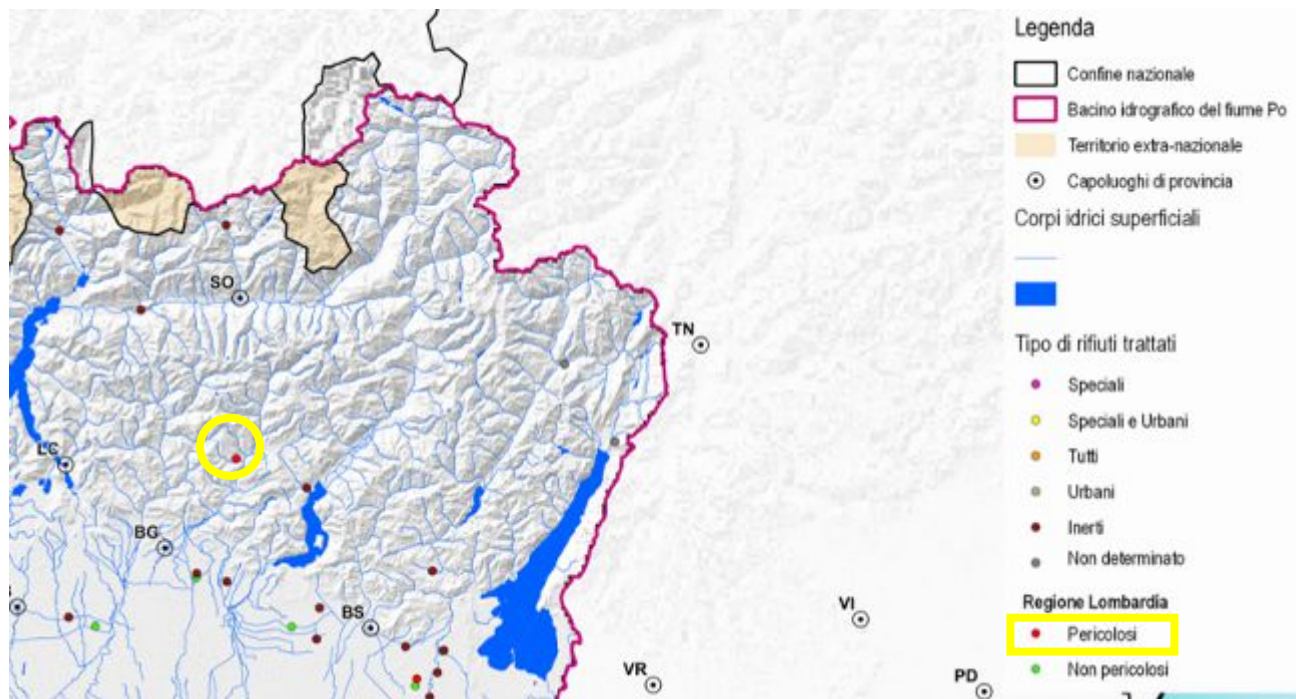 Legenda
Confine nazionale
Bacino idrografico del fiume Po
Territorio extra-nazionale
Capoluoghi di provincia
Corpi idrici superficiali
Tipo di rifiuti trattati
Speciali
Speciali e Urbani
Tutti
Urbani
Inerti
Non determinato
Regione Lombardia
Pericolosi
Non pericolosi
SO
TN
LC
BG
BS
VI
VR
PD